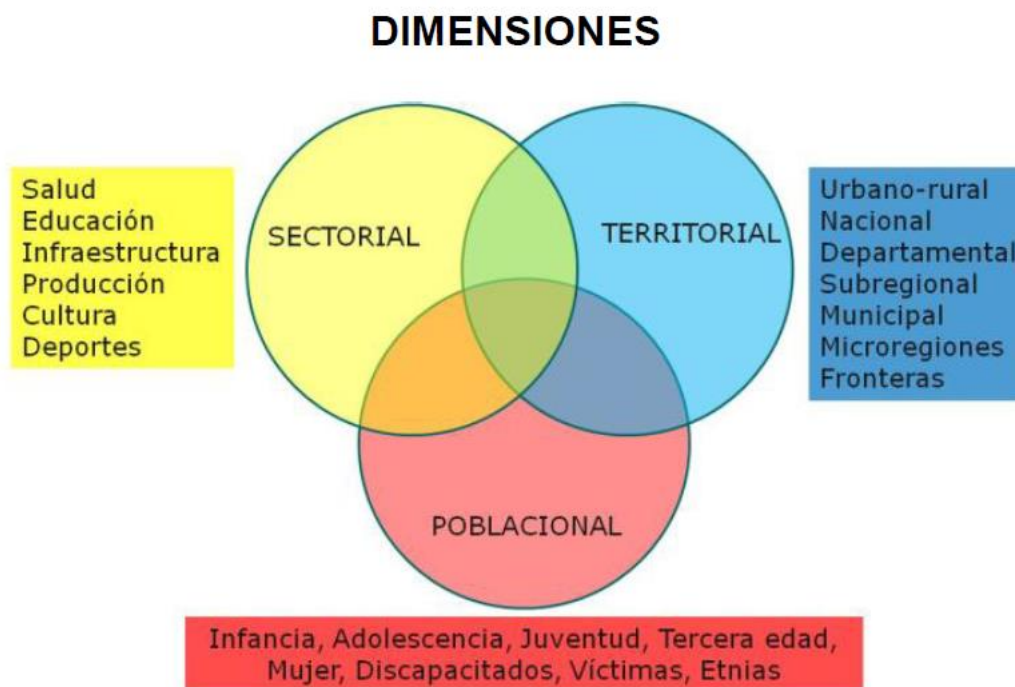 DIMENSIONES
Salud
Educación
Infraestructura
Producción
Cultura
Deportes
SECTORIAL
TERRITORIAL
Urbano-rural
Nacional
Departamental
Subregional
Municipal
Microregiones
Fronteras
POBLACIONAL
Infancia, Adolescencia, Juventud, Tercera edad,
Mujer, Discapacitados, Víctimas, Etnias